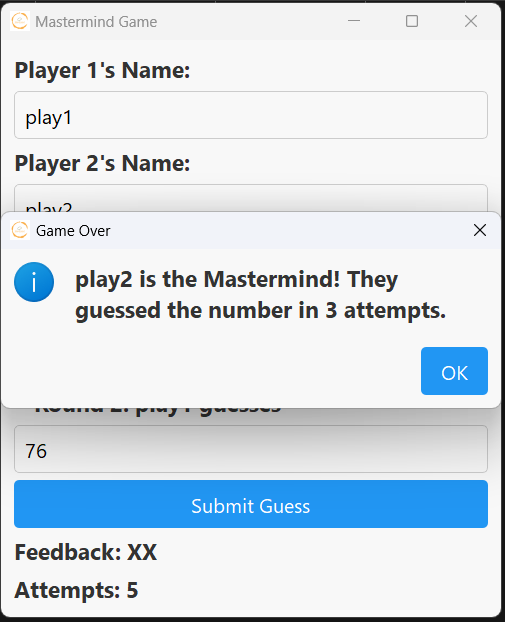 Mastermind Game
Player 1's Name:
play1
Player 2's Name:
play2
Game Over
play2 is the Mastermind! They
guessed the number in 3 attempts.
OK
Round 2: play1 guesses
76
Submit Guess
Feedback: XX
Attempts: 5